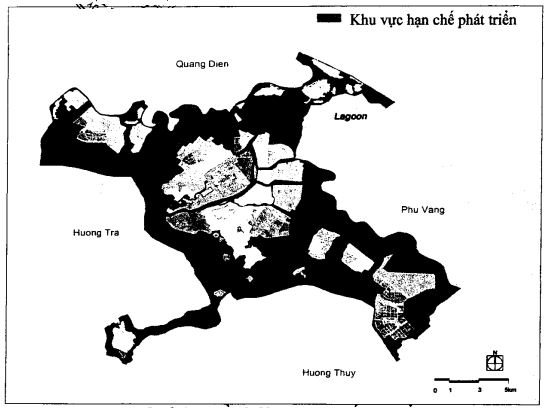 Khu vực hạn chế phát triển
Quang Dien
Lagoon
Phu Vang
Huong Tra
Huong Thuy
N
0 1 3 5km